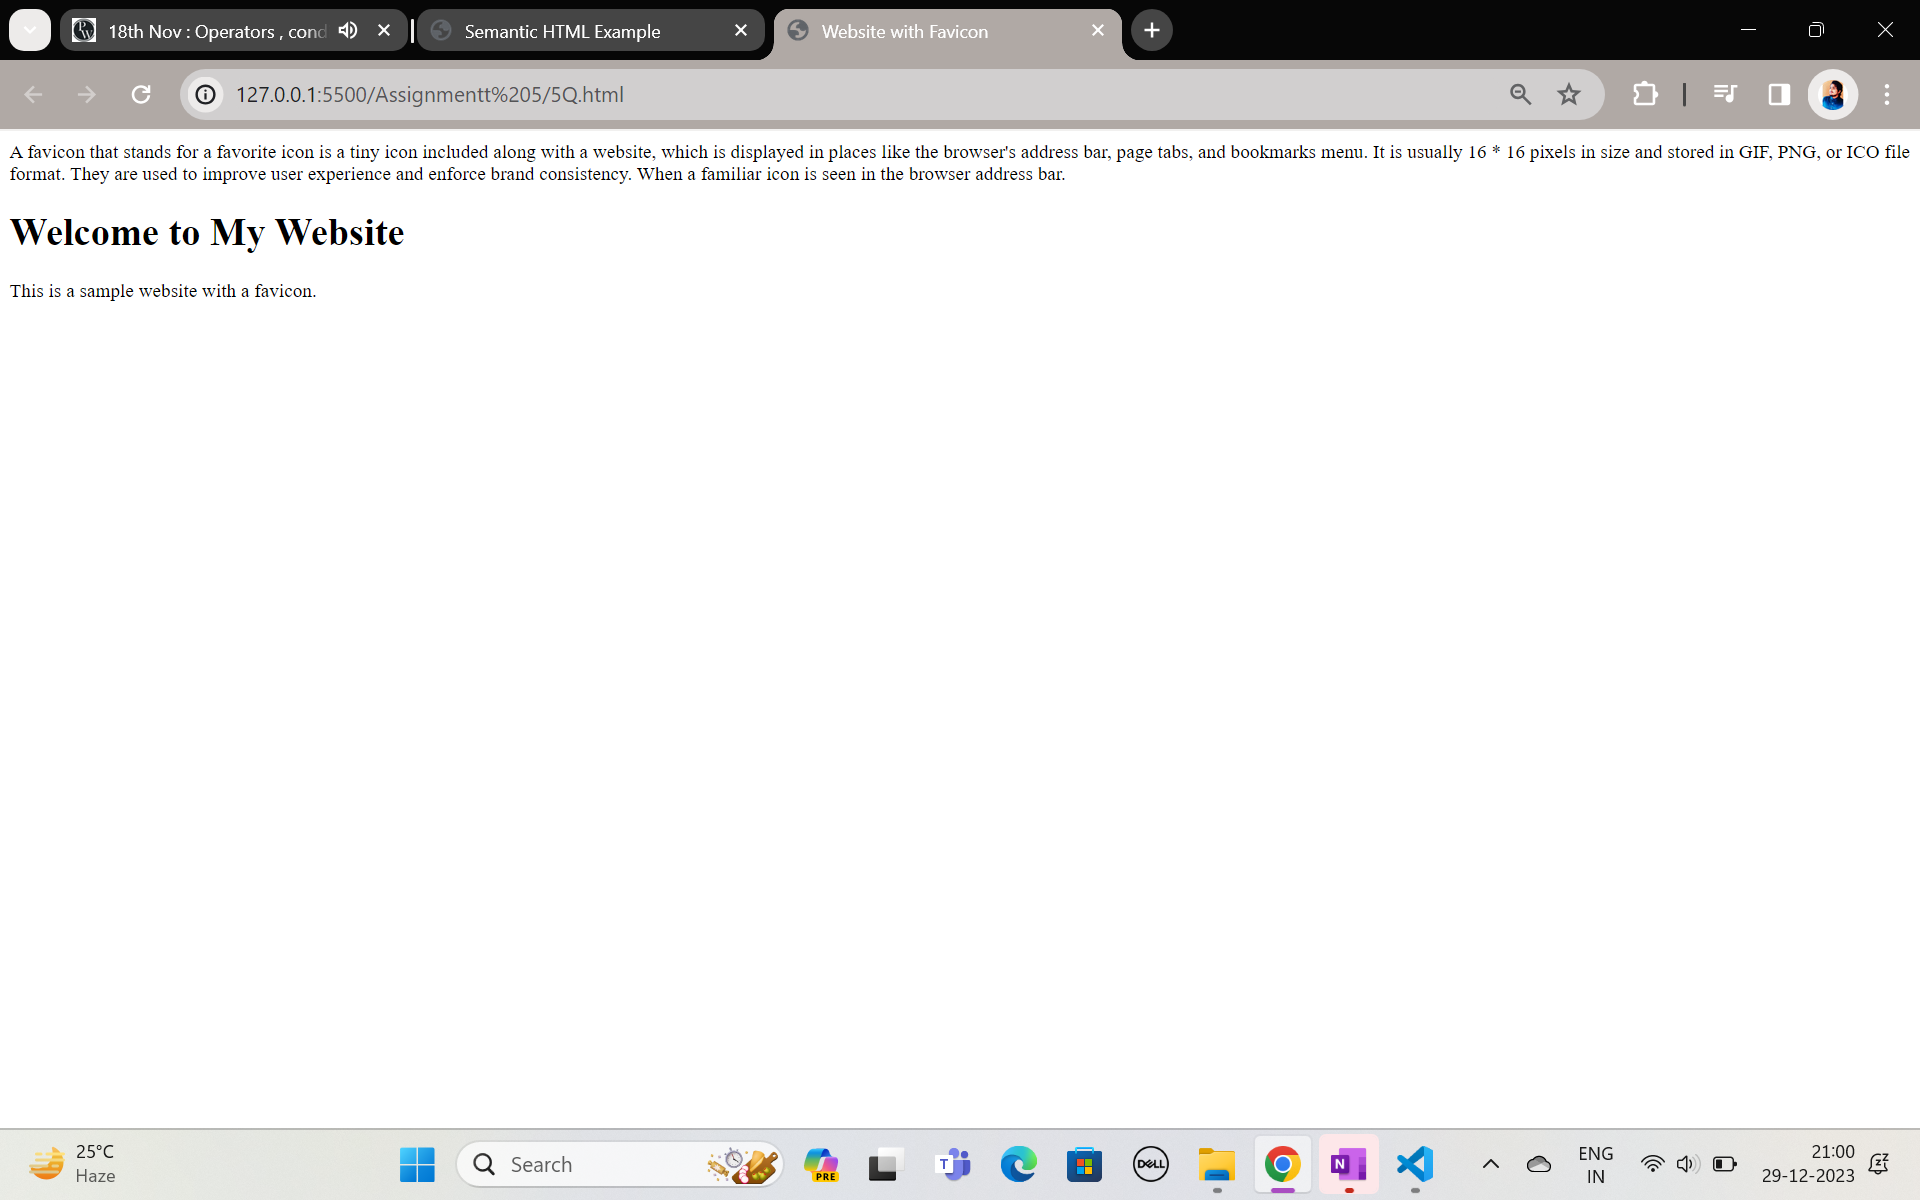 18th Nov : Operators , cond
Semantic HTML Example
Website with Favicon
127.0.0.1:5500/Assignmentt%205/5Q.html
A favicon that stands for a favorite icon is a tiny icon included along with a website, which is displayed in places like the browser's address bar, page tabs, and bookmarks menu. It is usually 16 * 16 pixels in size and stored in GIF, PNG, or ICO file
format. They are used to improve user experience and enforce brand consistency. When a familiar icon is seen in the browser address bar.
Welcome to My Website
This is a sample website with a favicon.
25°C
Haze
Search
PRE
T
DELL
N
ENG
IN
21:00
29-12-2023